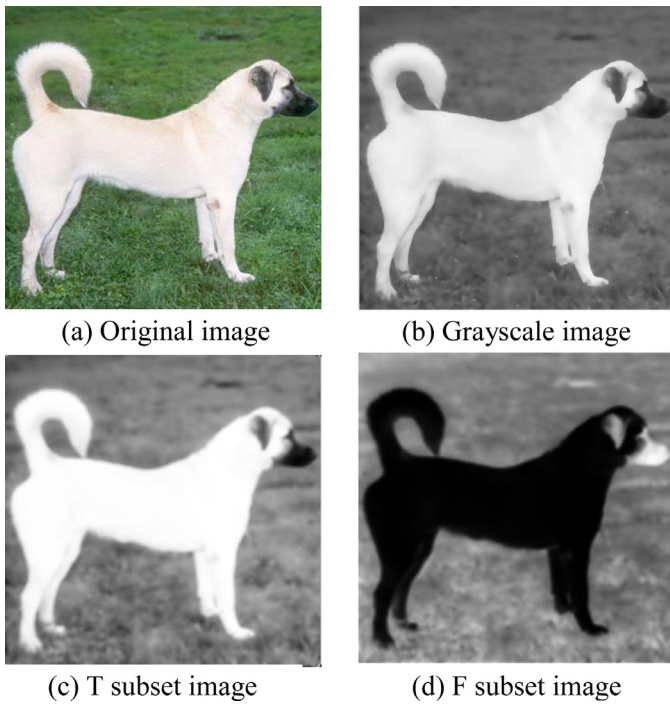 (a) Original image
(b) Grayscale image
(c) T subset image
(d) F subset image